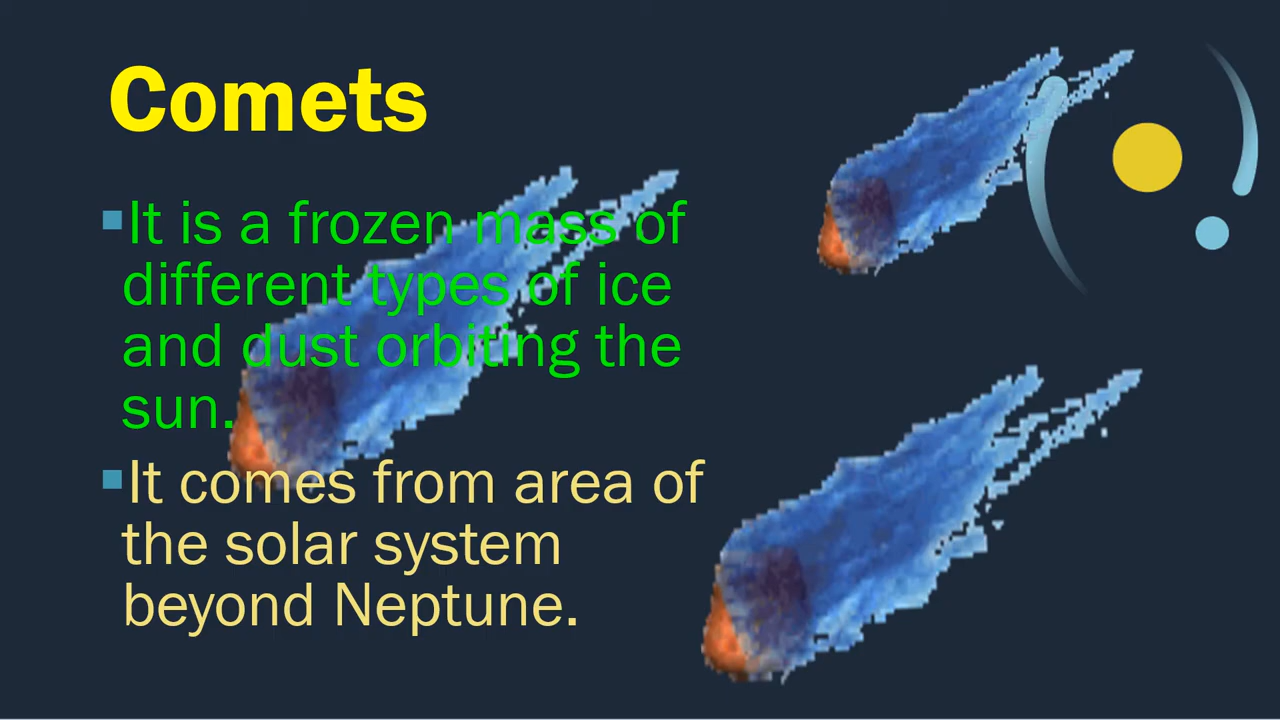 Comets
▪It is a frozen mass of
different types of ice
and dust orbiting the
sun.
▪It comes from area of
the solar system
beyond Neptune.